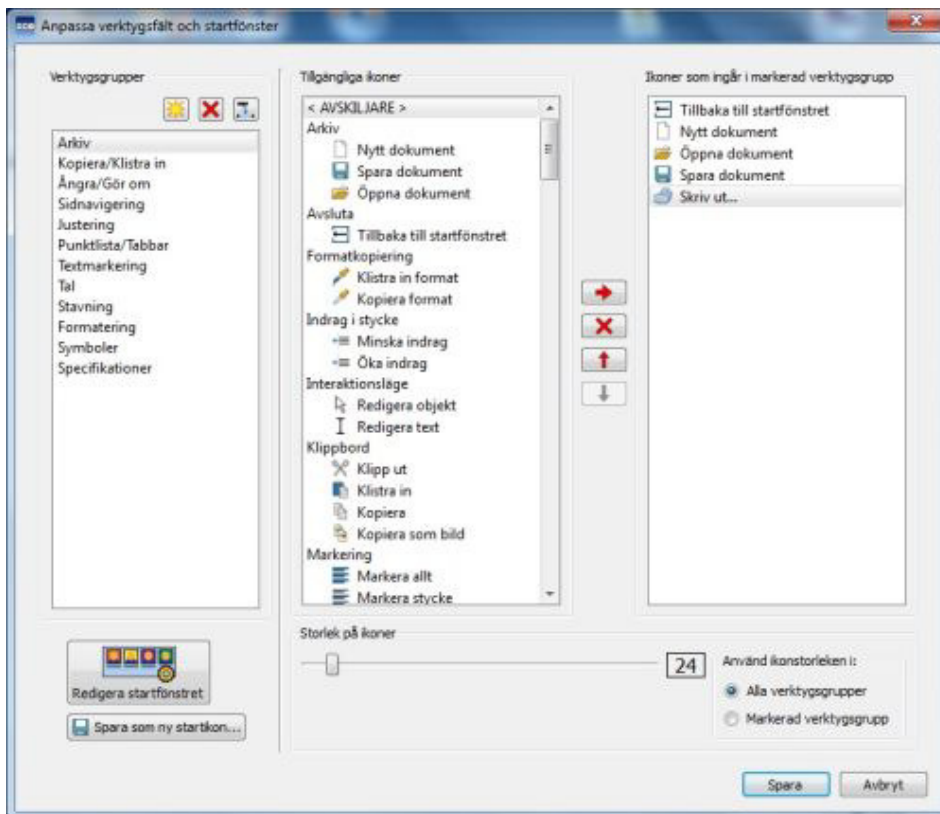 Anpassa verktygsfält och startfönster
Verktygsgrupper
Arkiv
Kopiera/Klistra in
Ångra/Gör om
Sidnavigering
Justering
Punktlista/Tabbar
Textmarkering
Tal
Stavning
Formatering
Symboler
Specifikationer
Redigera startfönstret
Spara som ny startikon...
Tillgängliga ikoner
< AVSKILJARE >
Arkiv
Nytt dokument
Spara dokument
Öppna dokument
Avsluta
Tillbaka till startfönstret
Formatkopiering
Klistra in format
Kopiera format
Indrag i stycke
Minska indrag
Öka indrag
Interaktionsläge
Redigera objekt
Redigera text
Klippbord
Klipp ut
Klistra in
Kopiera
Kopiera som bild
Markering
Markera allt
Markera stycke
Ikoner som ingår i markerad verktygsgrupp
Tillbaka till startfönstret
Nytt dokument
Öppna dokument
Spara dokument
Skriv ut...
Storlek på ikoner
24
Använd ikonstorleken i:
Alla verktygsgrupper
Markerad verktygsgrupp
Spara
Avbryt